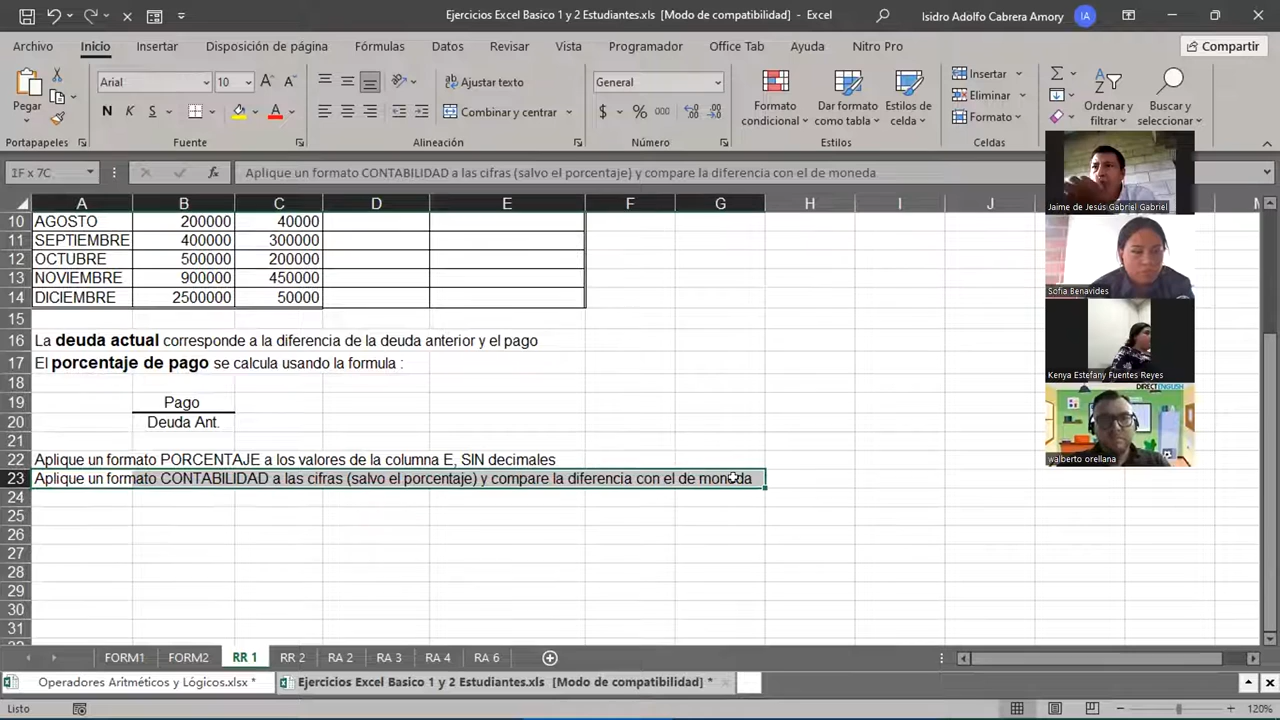 Ejercicios Excel Basico 1 y 2 Estudiantes.xls [Modo de compatibilidad] - Excel
Isidro Adolfo Cabrera Amory IA
Archivo Inicio Insertar Disposición de página Fórmulas Datos Revisar Vista Programador Office Tab Ayuda Nitro Pro Compartir
Pegar
Arial 10
N K S
Ajustar texto
Combinar y centrar
General
$ % 000
Formato condicional
Dar formato como tabla
Estilos de celda
Insertar
Eliminar
Formato
Ordenar y filtrar
Buscar y seleccionar
Portapapeles Fuente Alineación Número Estilos Celdas
1F x 7C fx Aplique un formato CONTABILIDAD a las cifras (salvo el porcentaje) y compare la diferencia con el de moneda
A B C D E F G H I J
10 AGOSTO 200000 40000
11 SEPTIEMBRE 400000 300000
12 OCTUBRE 500000 200000
13 NOVIEMBRE 900000 450000
14 DICIEMBRE 2500000 50000
15
16 La deuda actual corresponde a la diferencia de la deuda anterior y el pago
17 El porcentaje de pago se calcula usando la formula :
18
19 Pago
20 Deuda Ant.
21
22 Aplique un formato PORCENTAJE a los valores de la columna E, SIN decimales
23 Aplique un formato CONTABILIDAD a las cifras (salvo el porcentaje) y compare la diferencia con el de moneda
24
25
26
27
28
29
30
31
Jaime de Jesús Gabriel Gabriel
Sofia Benavides
Kenya Estefany Fuentes Reyes
DIRECT ENGLISH
walberto orellana
FORM1 FORM2 RR 1 RR 2 RA 2 RA 3 RA 4 RA 6
Operadores Aritméticos y Lógicos.xlsx * Ejercicios Excel Basico 1 y 2 Estudiantes.xls [Modo de compatibilidad] *
Listo 120%